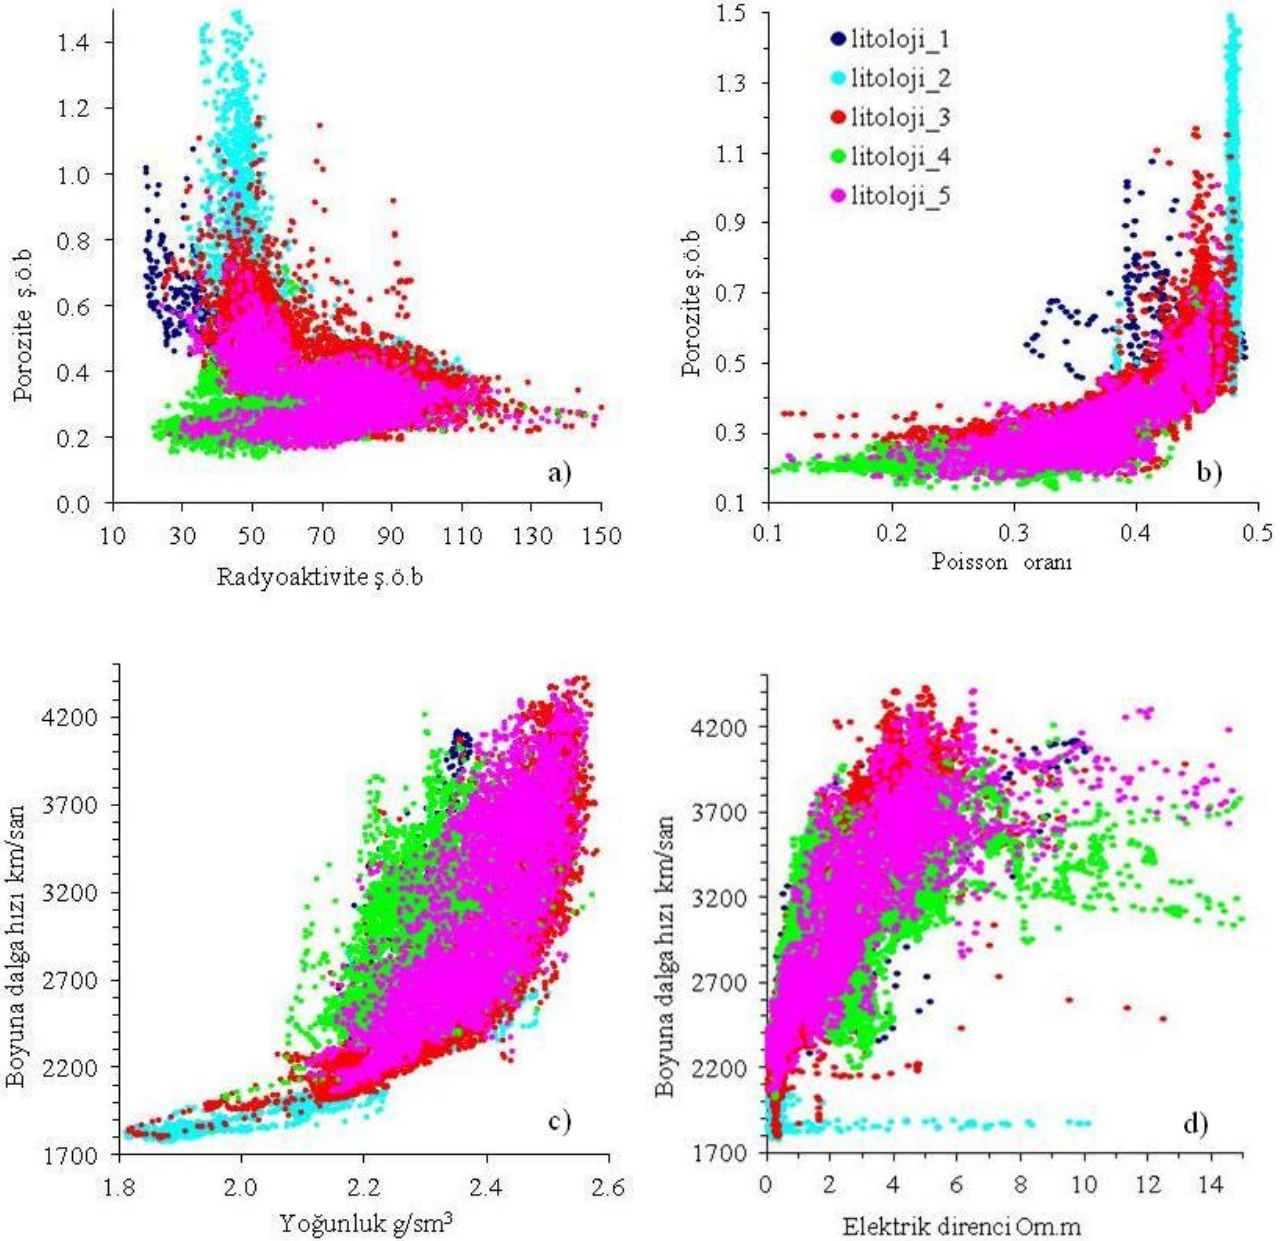 1.4
1.2
1.0
0.8
0.6
0.4
0.2
0.0
Porozite ş.ö.b
10 30 50 70 90 110 130 150
Radyoaktivite ş.ö.b
a)
1.5
1.3
1.1
0.9
0.7
0.5
0.3
0.1
Porozite ş.ö.b
litoloji_1
litoloji_2
litoloji_3
litoloji_4
litoloji_5
0.1 0.2 0.3 0.4 0.5
Poisson oranı
b)
4200
3700
3200
2700
2200
1700
Boyuna dalga hızı km/san
1.8 2.0 2.2 2.4 2.6
Yoğunluk g/sm³
c)
4200
3700
3200
2700
2200
1700
Boyuna dalga hızı km/san
0 2 4 6 8 10 12 14
Elektrik direnci Om.m
d)